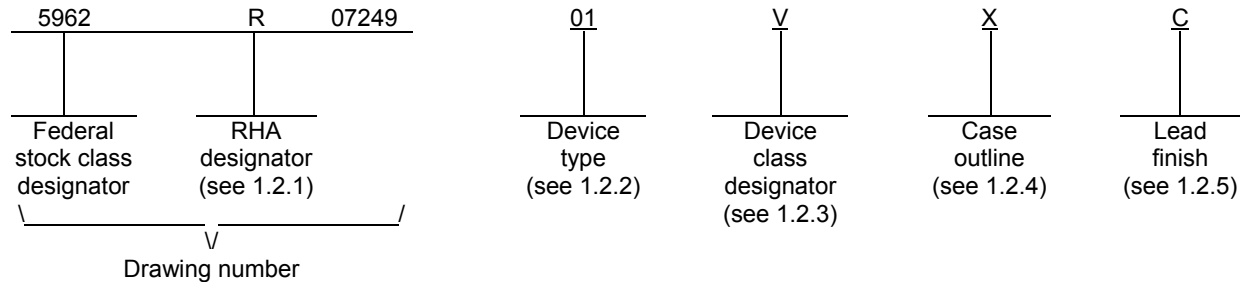 5962 R 07249 01 V X C
Federal stock class designator
RHA designator (see 1.2.1)
Device type (see 1.2.2)
Device class designator (see 1.2.3)
Case outline (see 1.2.4)
Lead finish (see 1.2.5)
\ /
\/
Drawing number